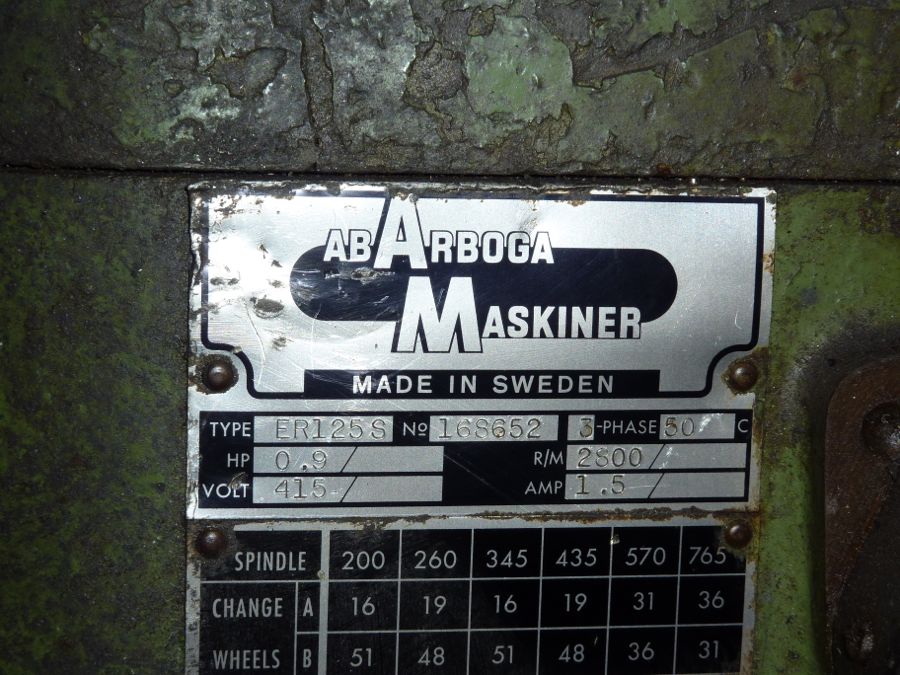 AB ARBOGA
MASKINER
MADE IN SWEDEN
TYPE ER125S Nº 168652 3-PHASE 50 C
HP 0.9/ R/M 2800/
VOLT 415/ AMP 1.5/
SPINDLE 200 260 345 435 570 765
CHANGE A 16 19 16 19 31 36
WHEELS B 51 48 51 48 36 31